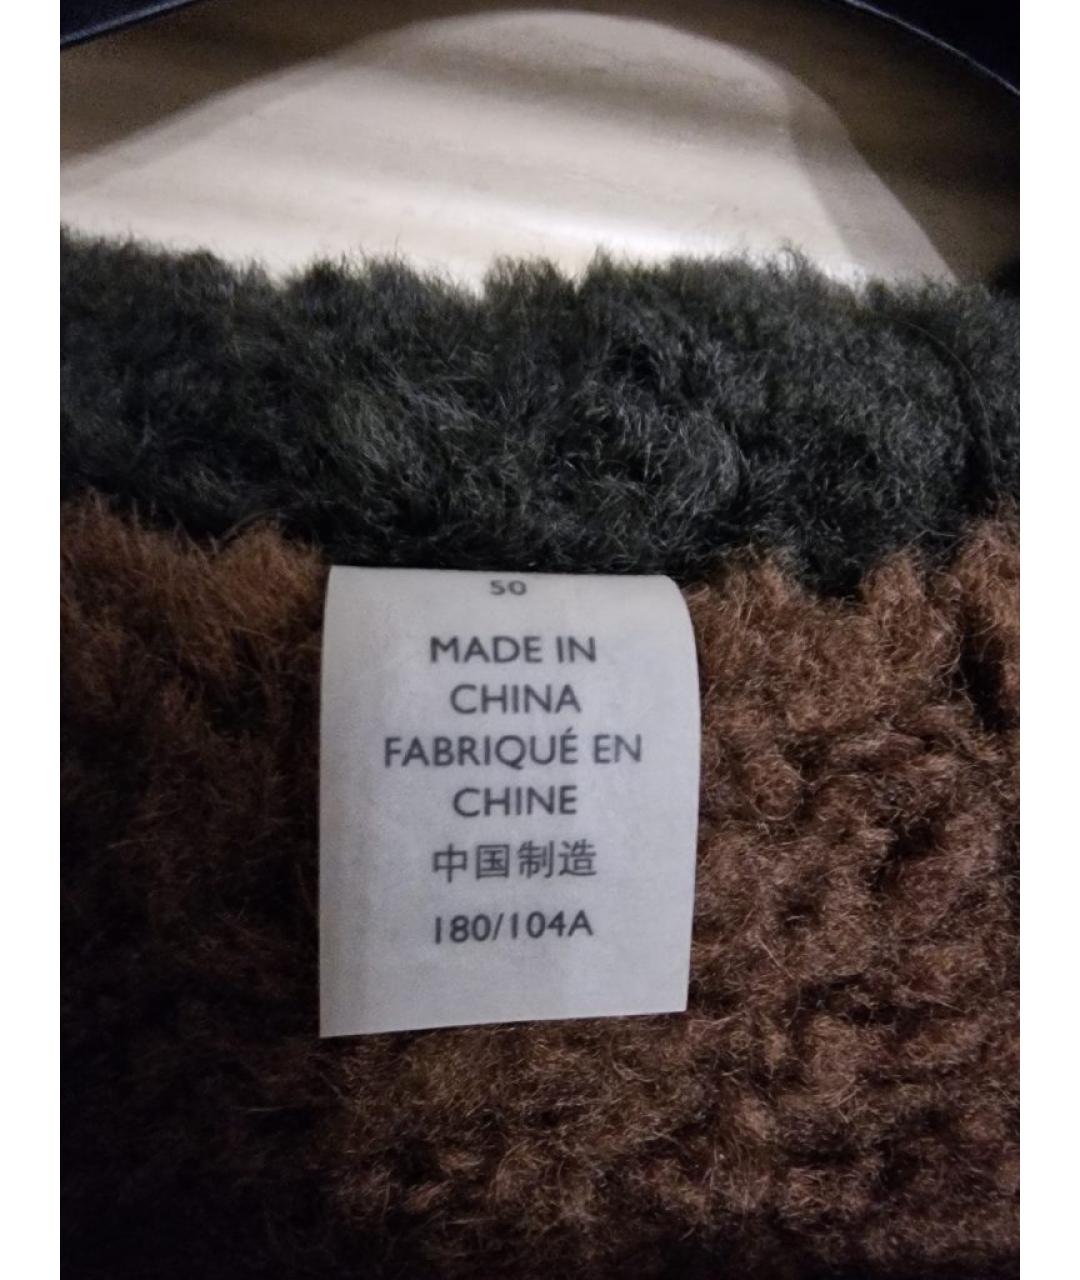 50
MADE IN
CHINA
FABRIQUÉ EN
CHINE
中国制造
180/104A